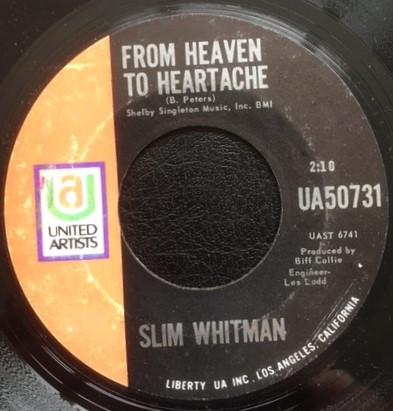 FROM HEAVEN
TO HEARTACHE
(B. Peters)
Shelby Singleton Music, Inc. BMI
2:10
UA50731
UAST 6741
Produced by
Biff Collie
Engineer-
Les Ladd
ua
UNITED
ARTISTS
SLIM WHITMAN
LIBERTY UA INC. LOS ANGELES, CALIFORNIA